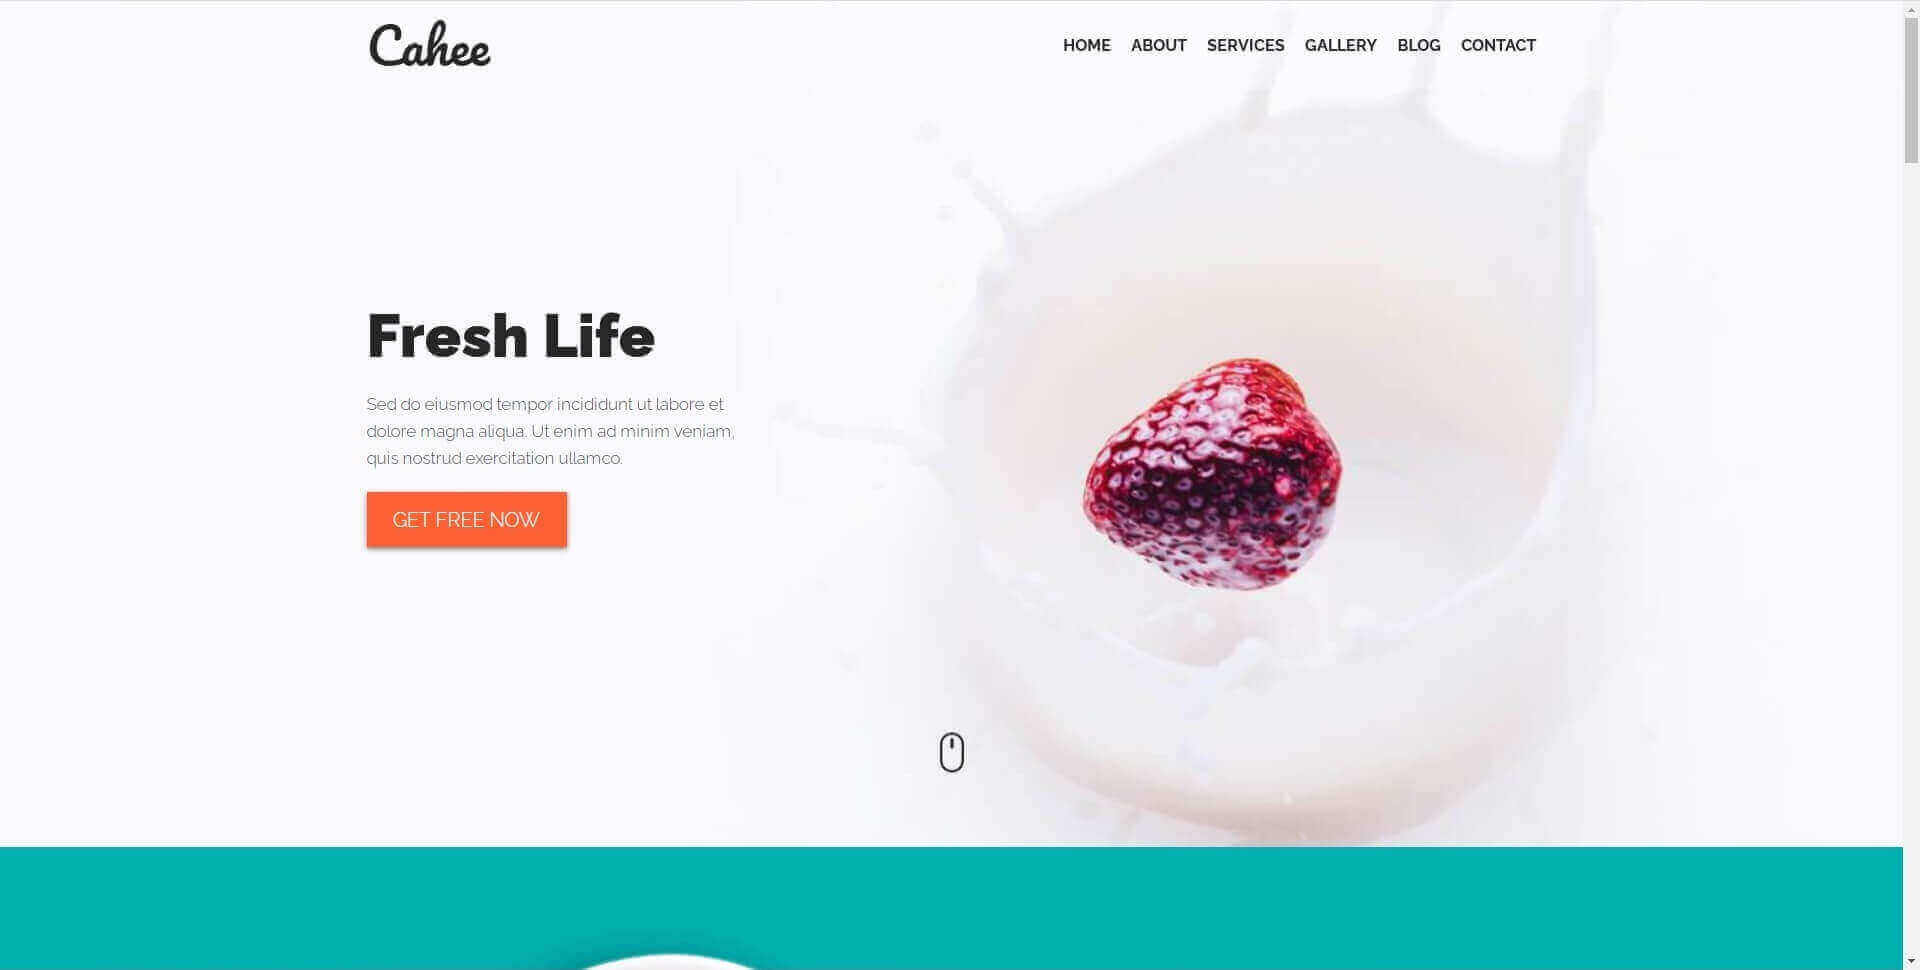 Cahee
HOME ABOUT SERVICES GALLERY BLOG CONTACT
Fresh Life
Sed do eiusmod tempor incididunt ut labore et
dolore magna aliqua. Ut enim ad minim veniam,
quis nostrud exercitation ullamco.
GET FREE NOW